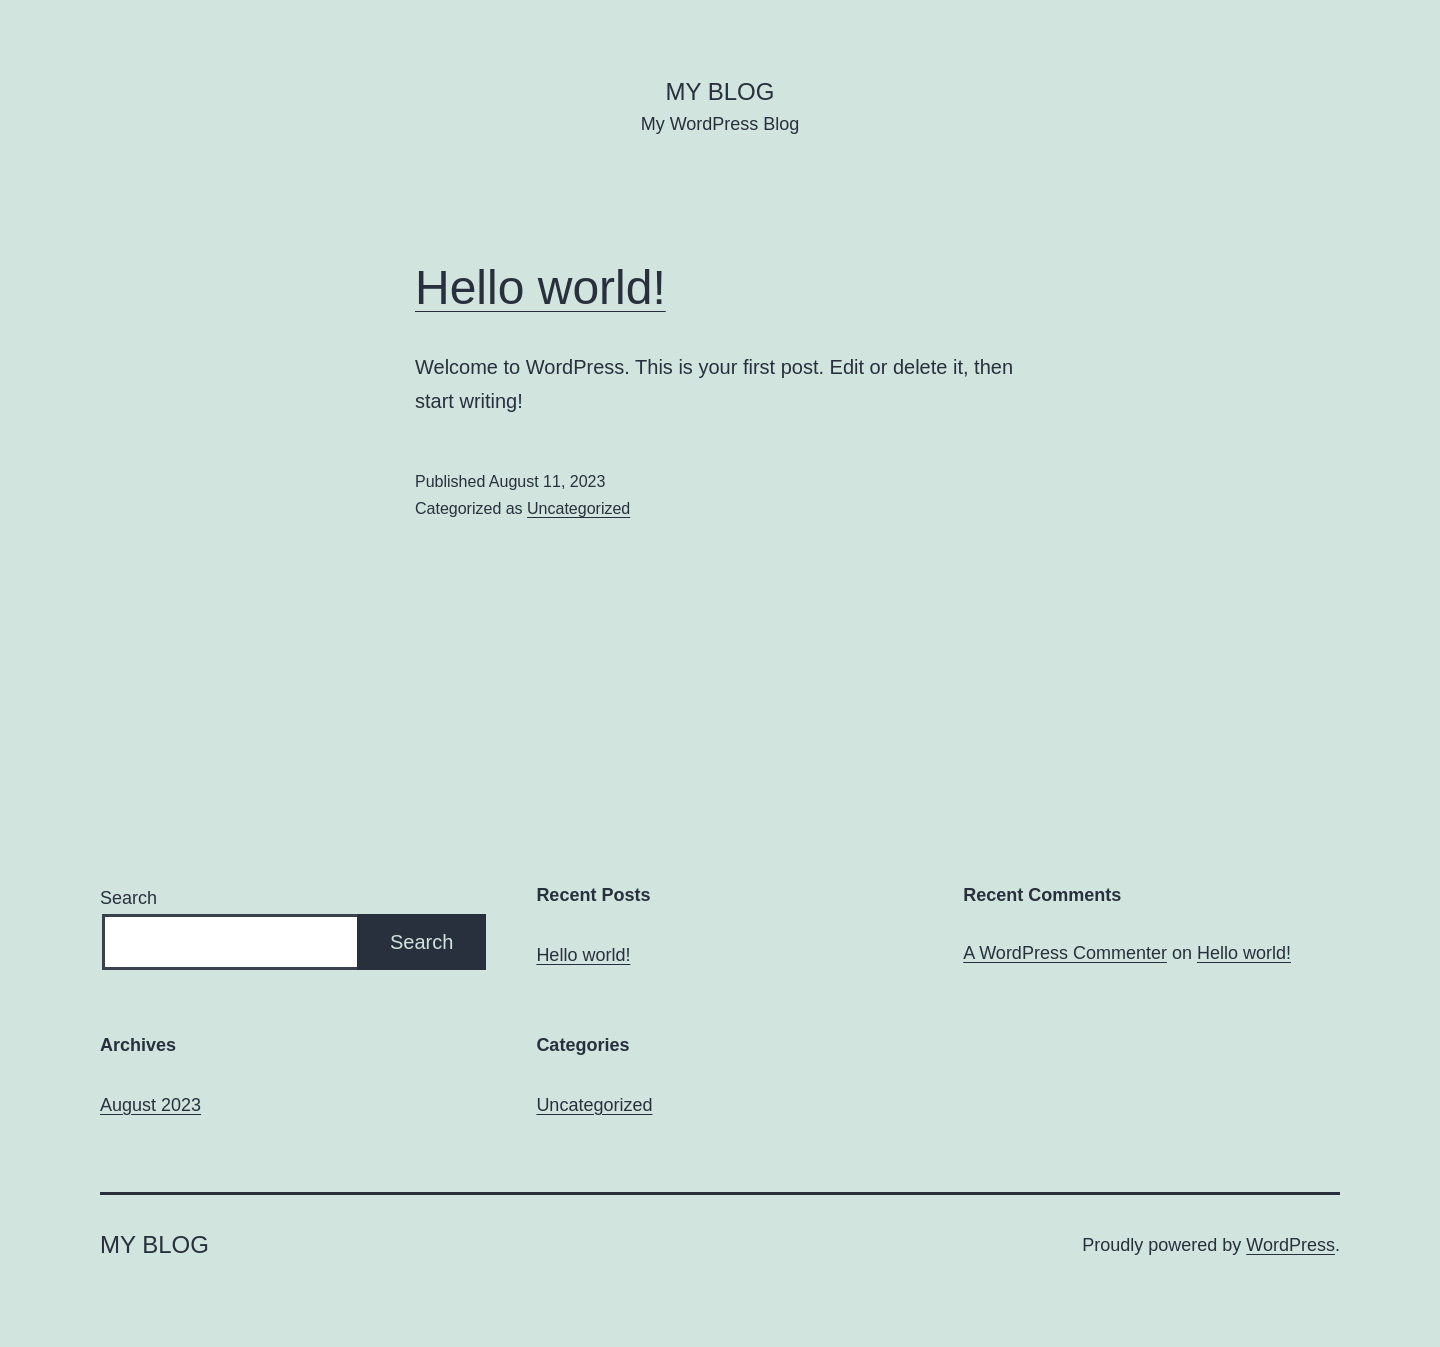 MY BLOG
My WordPress Blog
Hello world!
Welcome to WordPress. This is your first post. Edit or delete it, then
start writing!
Published August 11, 2023
Categorized as Uncategorized
Search
Search
Recent Posts
Hello world!
Recent Comments
A WordPress Commenter on Hello world!
Archives
August 2023
Categories
Uncategorized
MY BLOG
Proudly powered by WordPress.